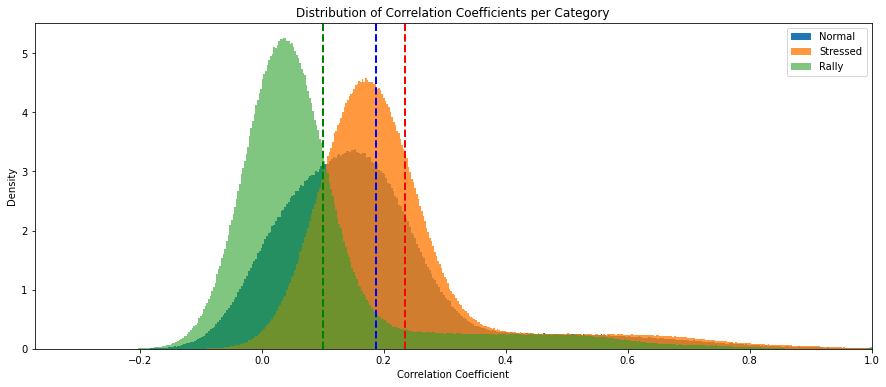 Distribution of Correlation Coefficients per Category
Normal
Stressed
Rally
Density
5
4
3
2
1
0
−0.2
0.0
0.2
0.4
0.6
0.8
1.0
Correlation Coefficient